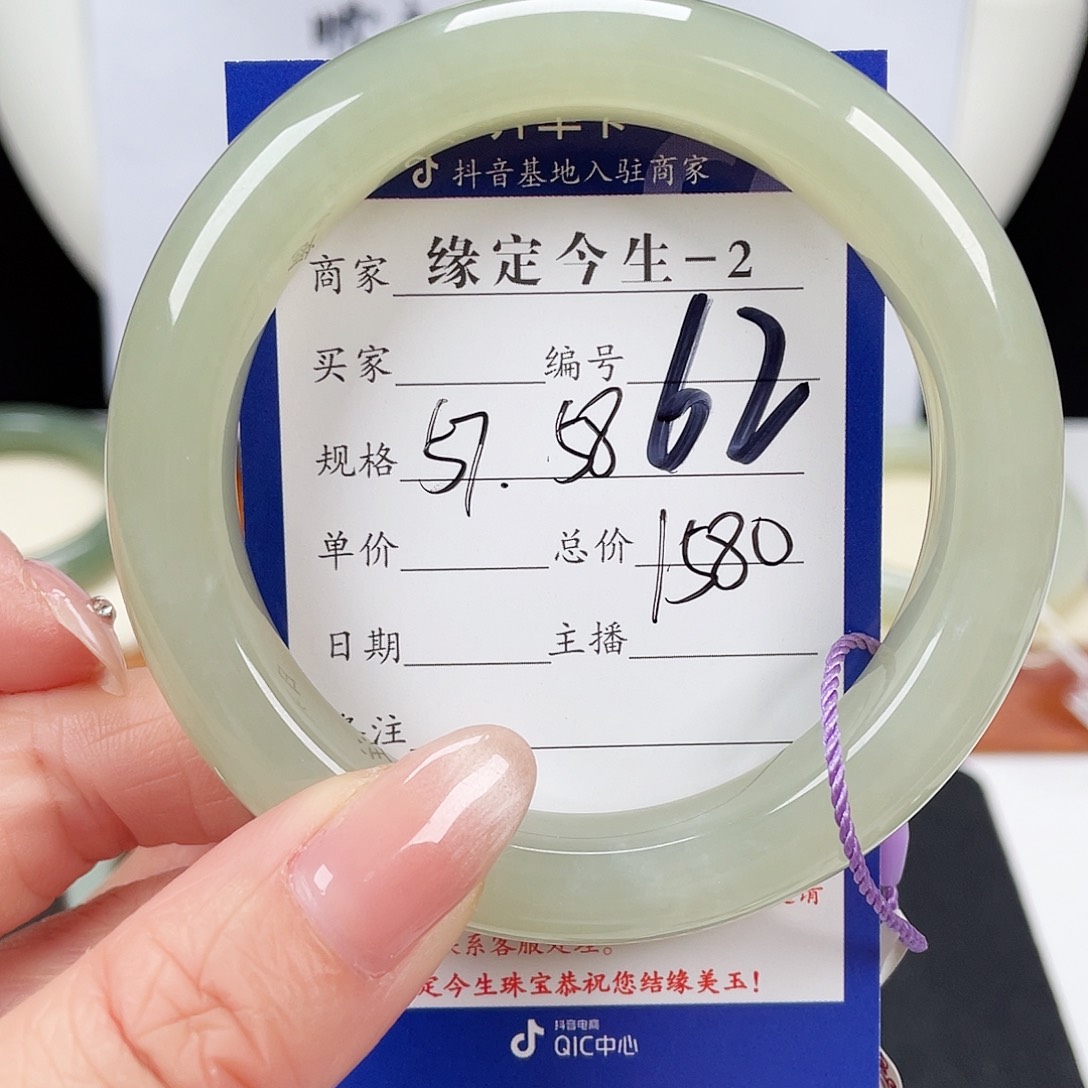 抖音基地入驻商家
商家 缘定今生-2
买家 编号 62
规格 57. 58
单价 总价 1580
日期 主播
注
系客服处理。
定今生珠宝恭祝您结缘美玉!
抖音电商
QIC中心